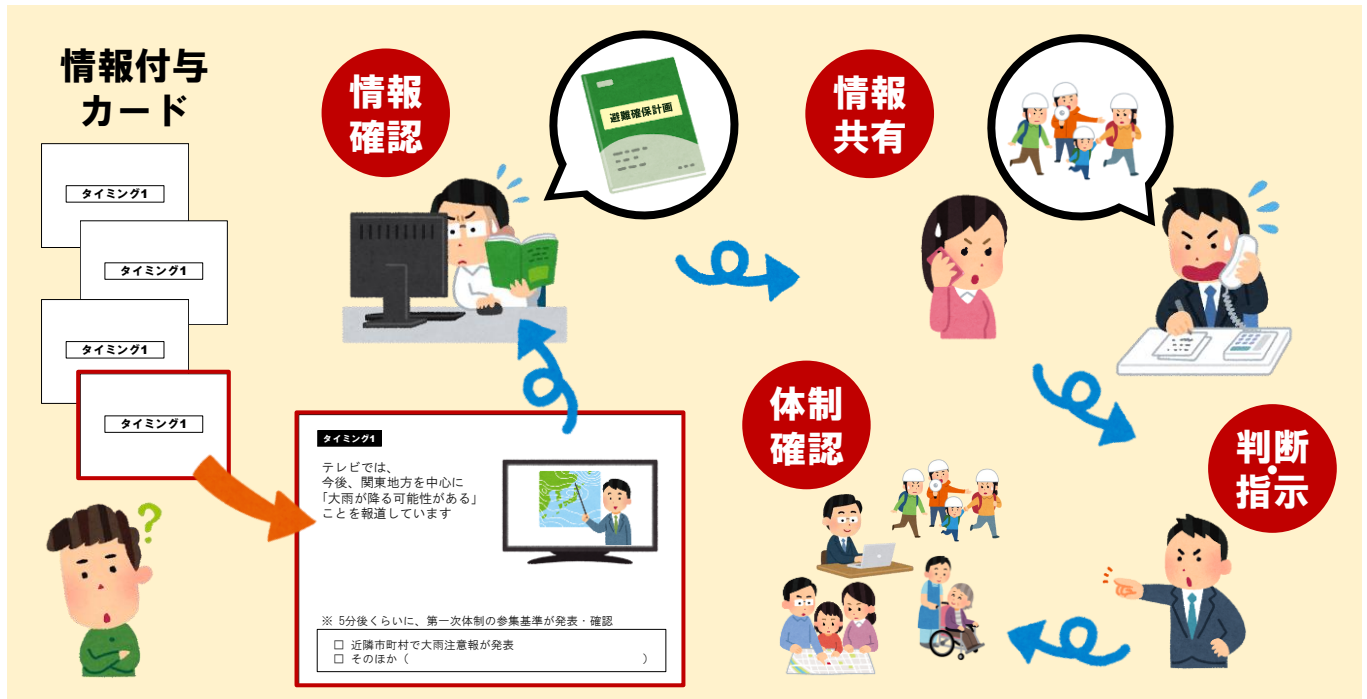 情報付与
カード
タイミング1
タイミング1
タイミング1
タイミング1
情報
確認
避難確保計画
情報
共有
タイミング1
テレビでは、
今後、関東地方を中心に
「大雨が降る可能性がある」
ことを報道しています
※ 5分後くらいに、第一次体制の参集基準が発表・確認
□ 近隣市町村で大雨注意報が発表
□ そのほか（ ）
体制
確認
判断
・
指示
?